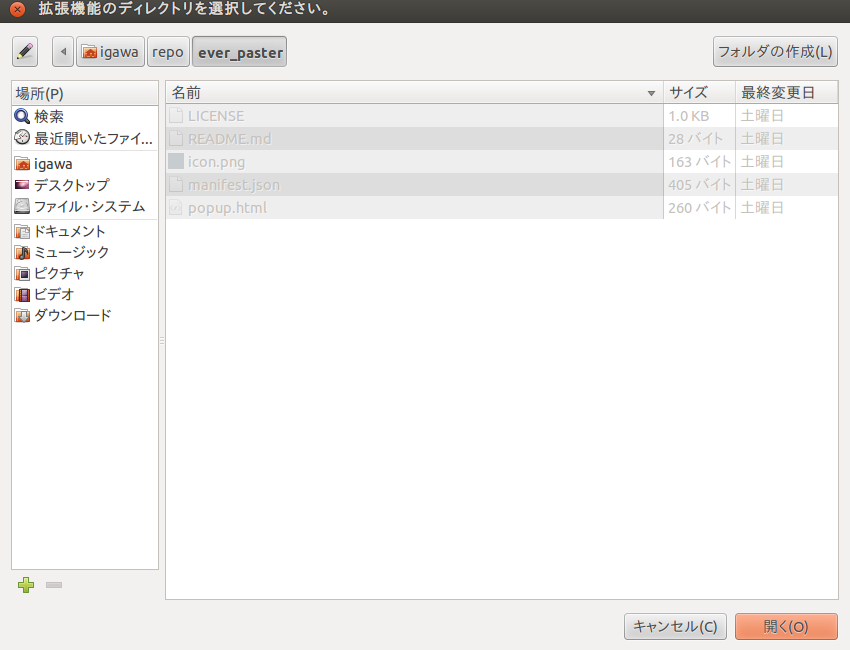 拡張機能のディレクトリを選択してください。
igawa repo ever_paster フォルダの作成(L)
場所(P)
検索
最近開いたファイ...
igawa
デスクトップ
ファイル・システム
ドキュメント
ミュージック
ピクチャ
ビデオ
ダウンロード
名前 サイズ 最終変更日
LICENSE 1.0 KB 土曜日
README.md 28 バイト 土曜日
icon.png 163 バイト 土曜日
manifest.json 405 バイト 土曜日
popup.html 260 バイト 土曜日
キャンセル(C) 開く(O)